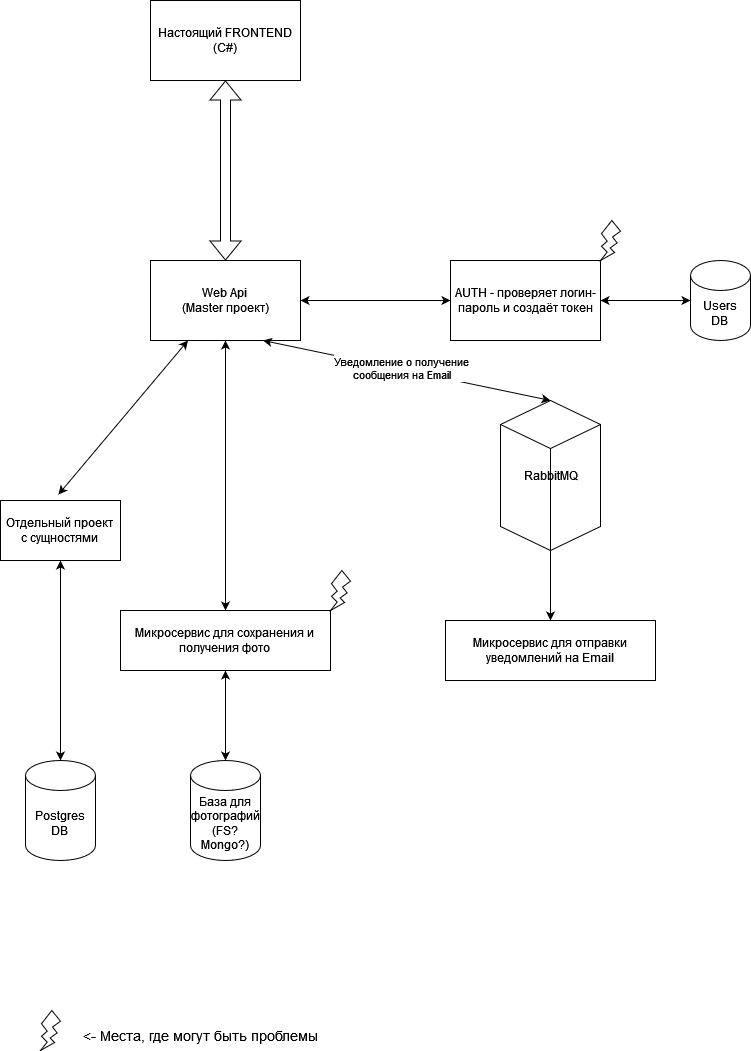 Настоящий FRONTEND
(C#)
Web Api
(Master проект)
AUTH - проверяет логин-
пароль и создаёт токен
Users
DB
Уведомление о получение
сообщения на Email
RabbitMQ
Отдельный проект
с сущностями
Микросервис для сохранения и
получения фото
Микросервис для отправки
уведомлений на Email
Postgres
DB
База для
фотографий
(FS?
Mongo?)
<- Места, где могут быть проблемы